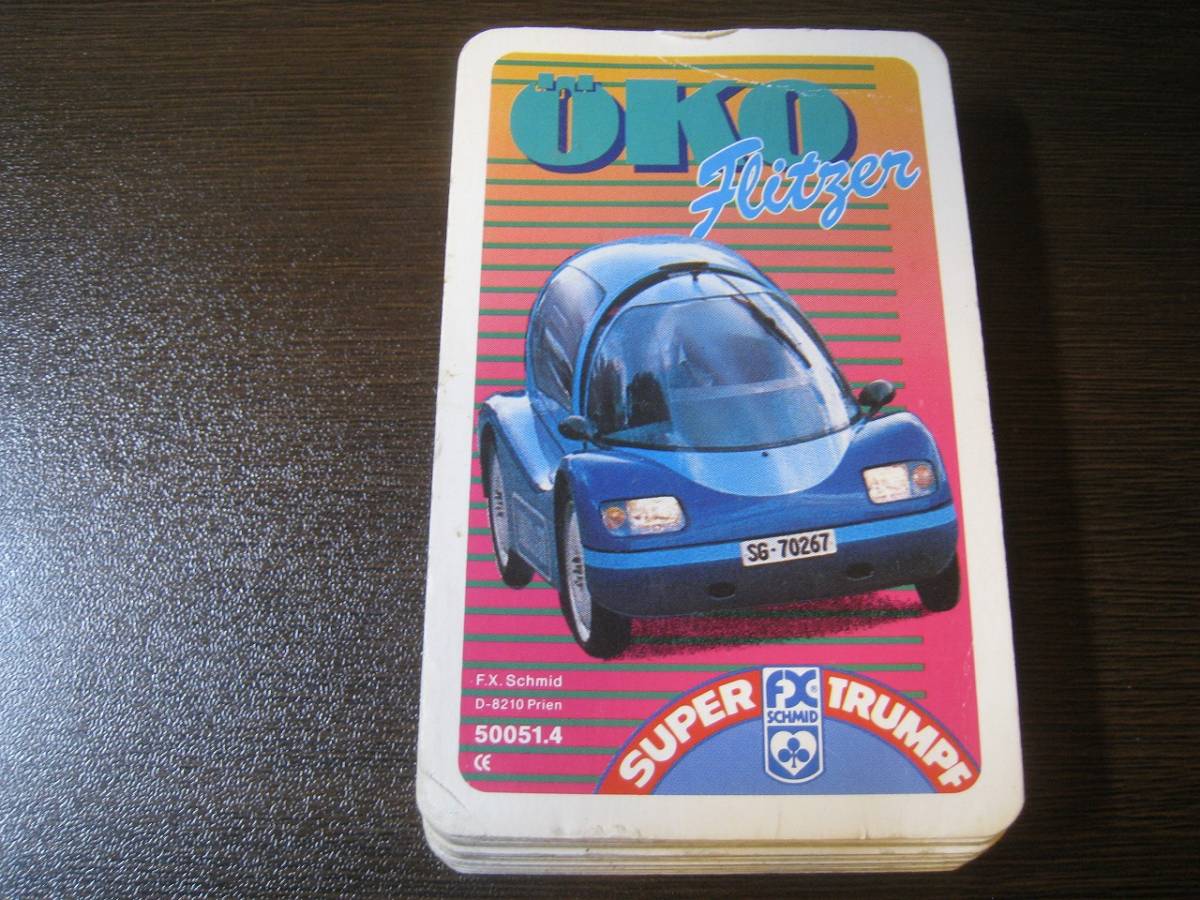 ÖKO
Flitzer
SG-70267
F.X. Schmid
D-8210 Prien
50051.4
CE
SUPER FX® SCHMID TRUMPF